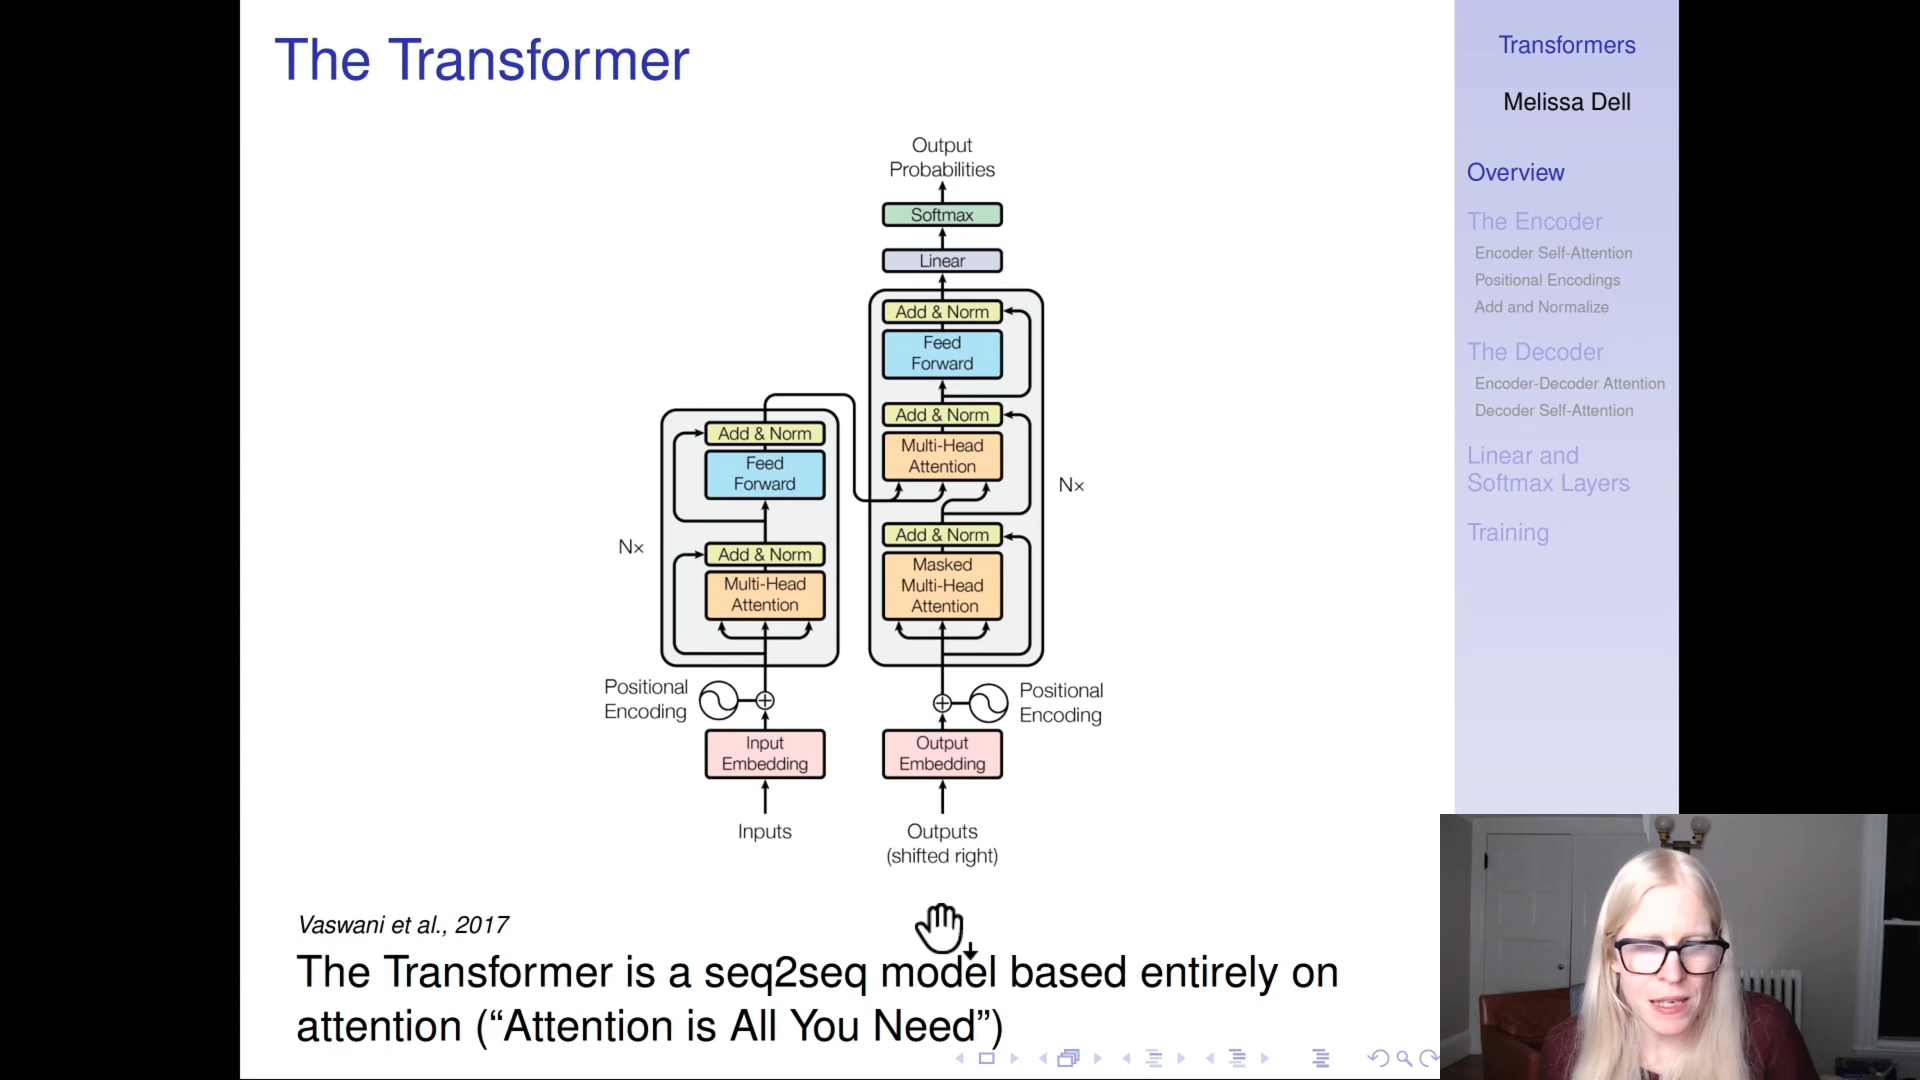 The Transformer
Output
Probabilities
Softmax
Linear
Add & Norm
Feed
Forward
Add & Norm
Multi-Head
Attention
Nx
Add & Norm
Masked
Multi-Head
Attention
Add & Norm
Feed
Forward
Nx
Add & Norm
Multi-Head
Attention
Positional
Encoding
Positional
Encoding
Input
Embedding
Output
Embedding
Inputs
Outputs
(shifted right)
Vaswani et al., 2017
The Transformer is a seq2seq model based entirely on
attention (“Attention is All You Need”)
Transformers
Melissa Dell
Overview
The Encoder
Encoder Self-Attention
Positional Encodings
Add and Normalize
The Decoder
Encoder-Decoder Attention
Decoder Self-Attention
Linear and
Softmax Layers
Training